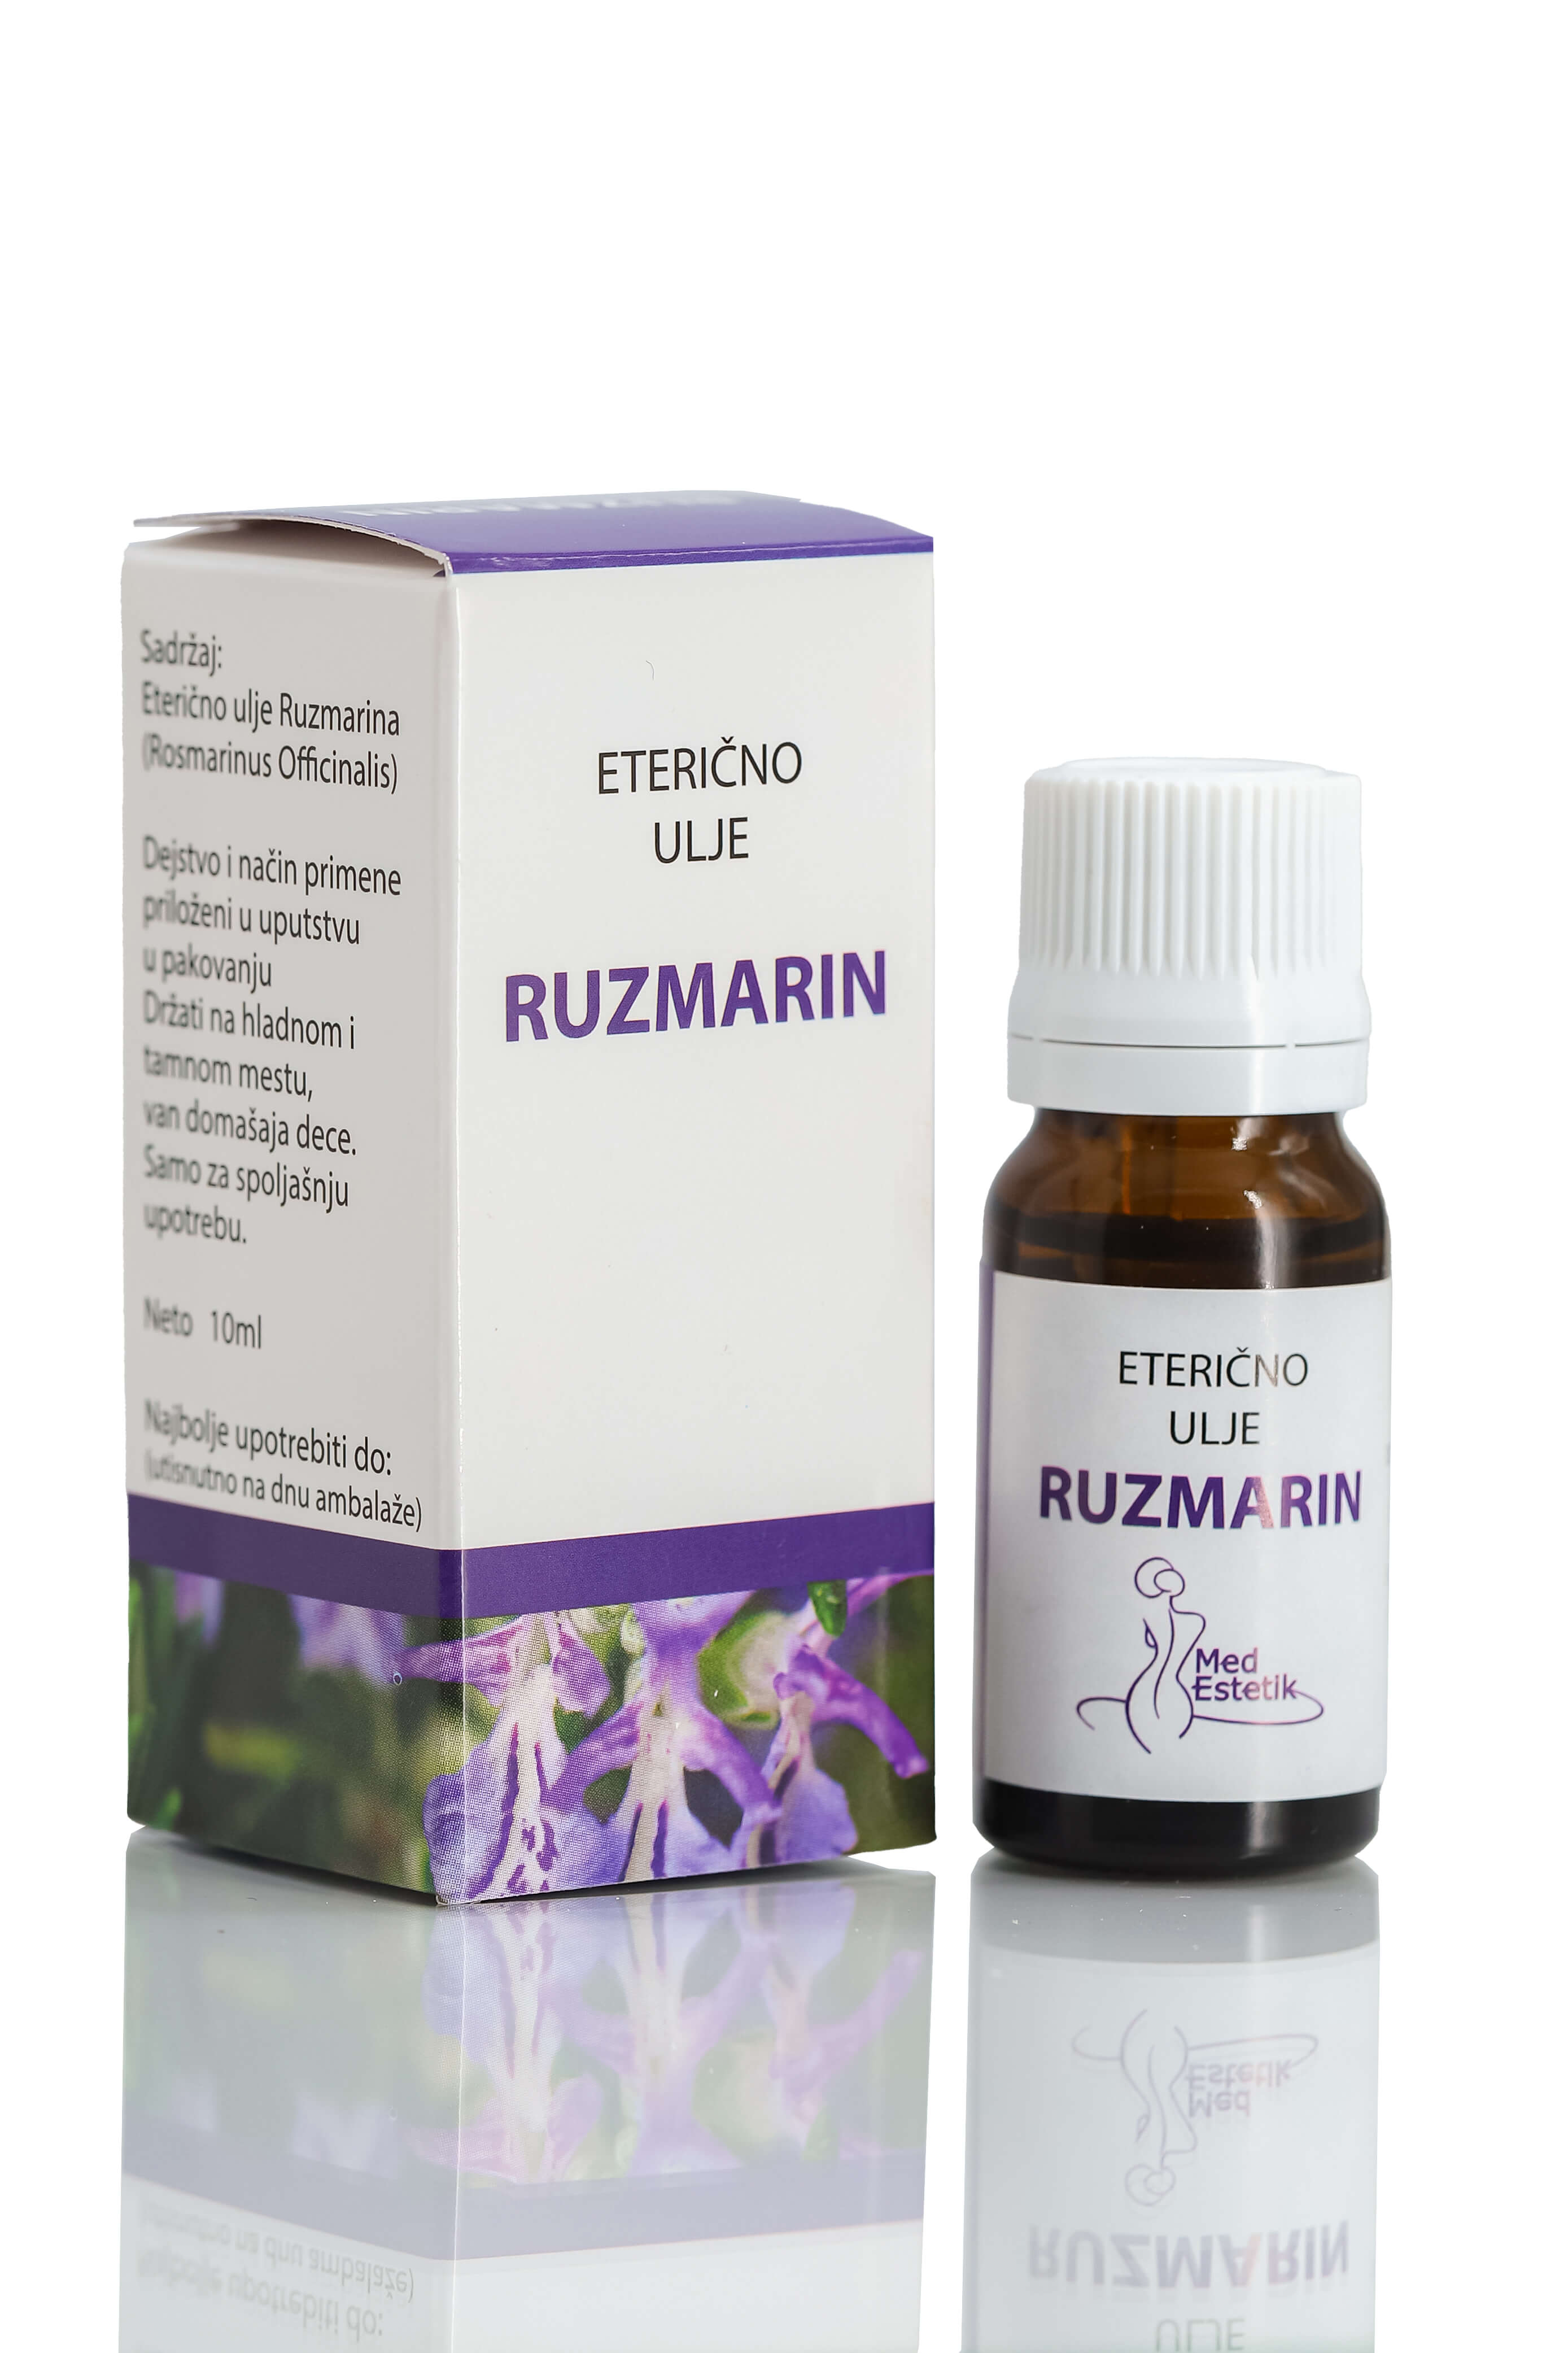 Sadržaj:
Eterično ulje Ruzmarina
(Rosmarinus Officinalis)
Dejstvo i način primene
priloženi u uputstvu
u pakovanju
Držati na hladnom i
tamnom mestu,
van domašaja dece.
Samo za spoljašnju
upotrebu.
Neto 10ml
Najbolje upotrebiti do:
(utisnutno na dnu ambalaže)
ETERIČNO
ULJE
RUZMARIN
ETERIČNO
ULJE
RUZMARIN
Med
Estetik